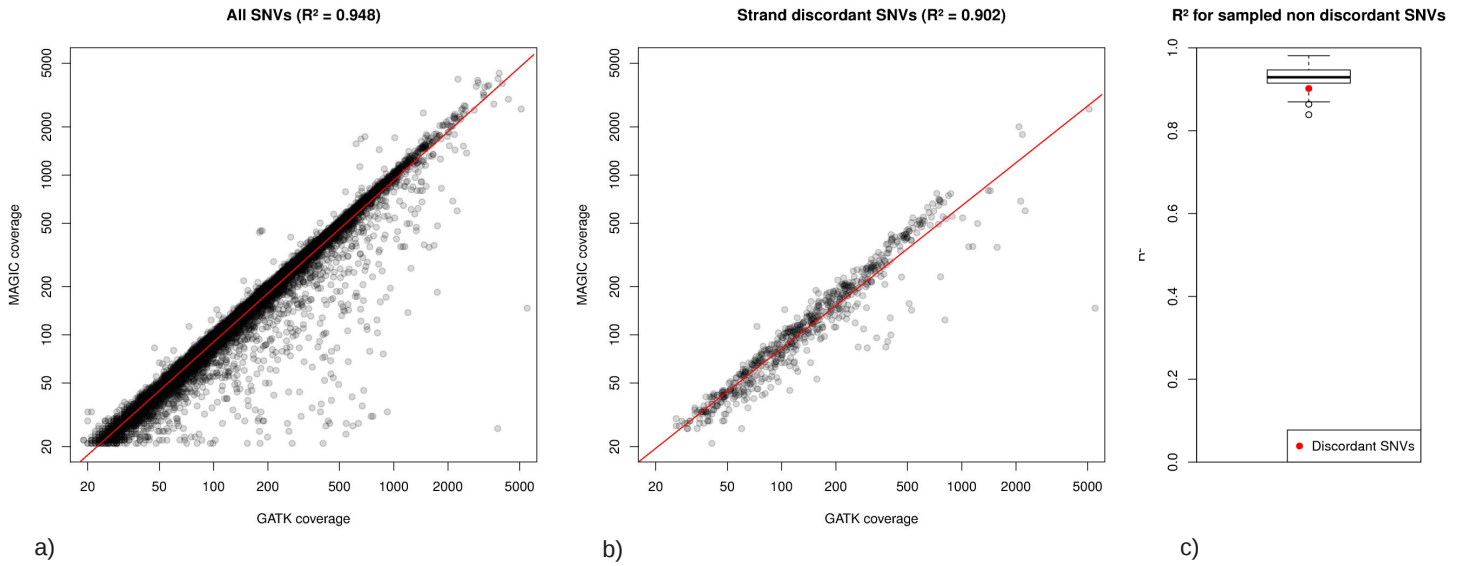 All SNVs (R² = 0.948)
5000
2000
1000
500
200
100
50
20
MAGIC coverage
20 50 100 200 500 1000 2000 5000
GATK coverage
a)
Strand discordant SNVs (R² = 0.902)
5000
2000
1000
500
200
100
50
20
MAGIC coverage
20 50 100 200 500 1000 2000 5000
GATK coverage
b)
R² for sampled non discordant SNVs
1.0
0.8
0.6
0.4
0.2
0.0
Discordant SNVs
c)